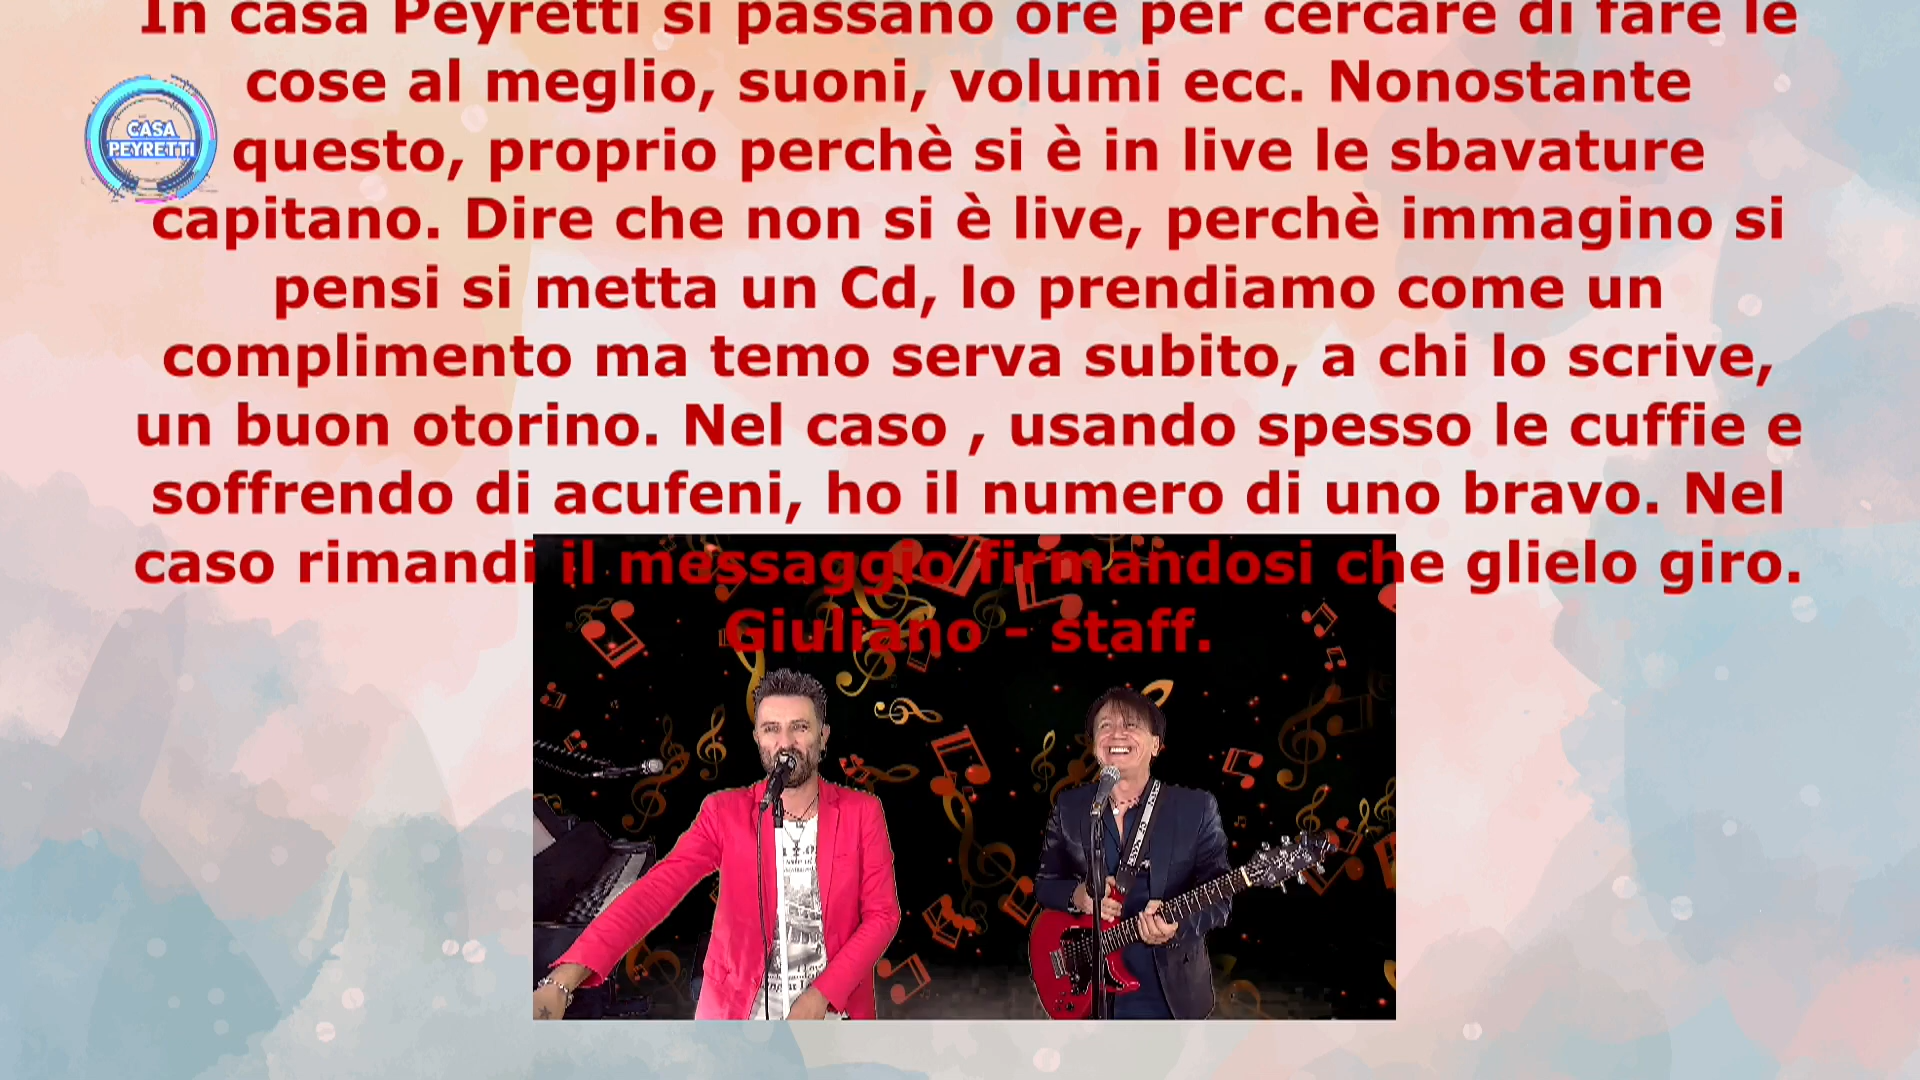 In casa Peyretti si passano ore per cercare di fare le
cose al meglio, suoni, volumi ecc. Nonostante
questo, proprio perchè si è in live le sbavature
capitano. Dire che non si è live, perchè immagino si
pensi si metta un Cd, lo prendiamo come un
complimento ma temo serva subito, a chi lo scrive,
un buon otorino. Nel caso , usando spesso le cuffie e
soffrendo di acufeni, ho il numero di uno bravo. Nel
caso rimandi il messaggio firmandosi che glielo giro.
Giuliano - staff.
CASA
PEYRETTI